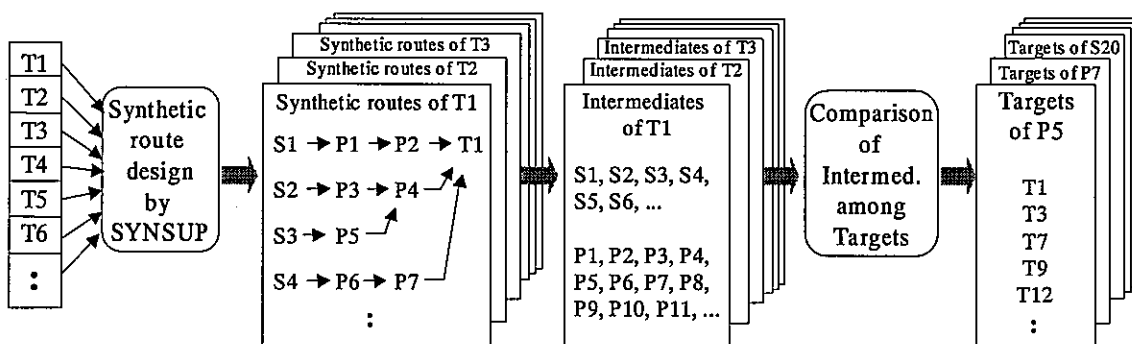 T1
T2
T3
T4
T5
T6
:
Synthetic
route
design
by
SYNSUP
Synthetic routes of T3
Synthetic routes of T2
Synthetic routes of T1
S1 → P1 → P2 → T1
S2 → P3 → P4
S3 → P5
S4 → P6 → P7
:
Intermediates of T3
Intermediates of T2
Intermediates
of T1
S1, S2, S3, S4,
S5, S6, ...
P1, P2, P3, P4,
P5, P6, P7, P8,
P9, P10, P11, ...
Comparison
of
Intermed.
among
Targets
Targets of S20
Targets of P7
Targets
of P5
T1
T3
T7
T9
T12
: